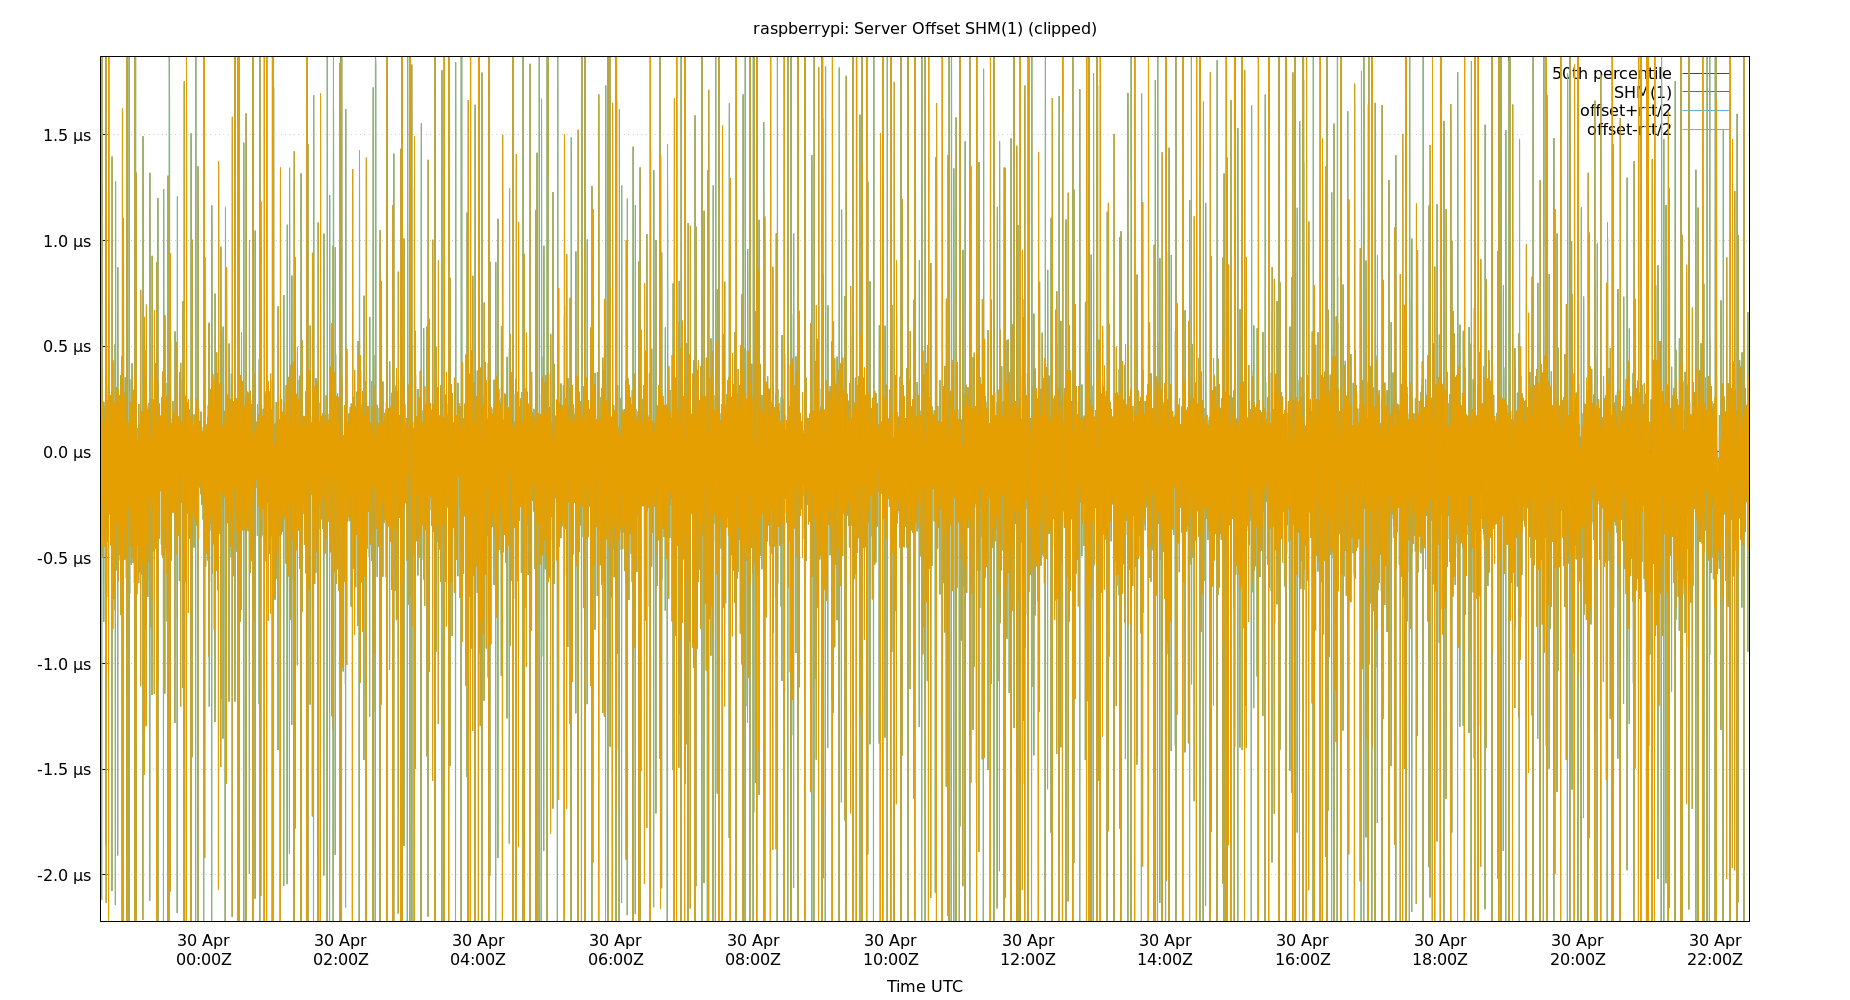 raspberrypi: Server Offset SHM(1) (clipped)
50th percentile
SHM(1)
offset+rtt/2
offset-rtt/2
1.5 µs
1.0 µs
0.5 µs
0.0 µs
-0.5 µs
-1.0 µs
-1.5 µs
-2.0 µs
30 Apr 30 Apr 30 Apr 30 Apr 30 Apr 30 Apr 30 Apr 30 Apr 30 Apr 30 Apr 30 Apr 30 Apr
00:00Z 02:00Z 04:00Z 06:00Z 08:00Z 10:00Z 12:00Z 14:00Z 16:00Z 18:00Z 20:00Z 22:00Z
Time UTC